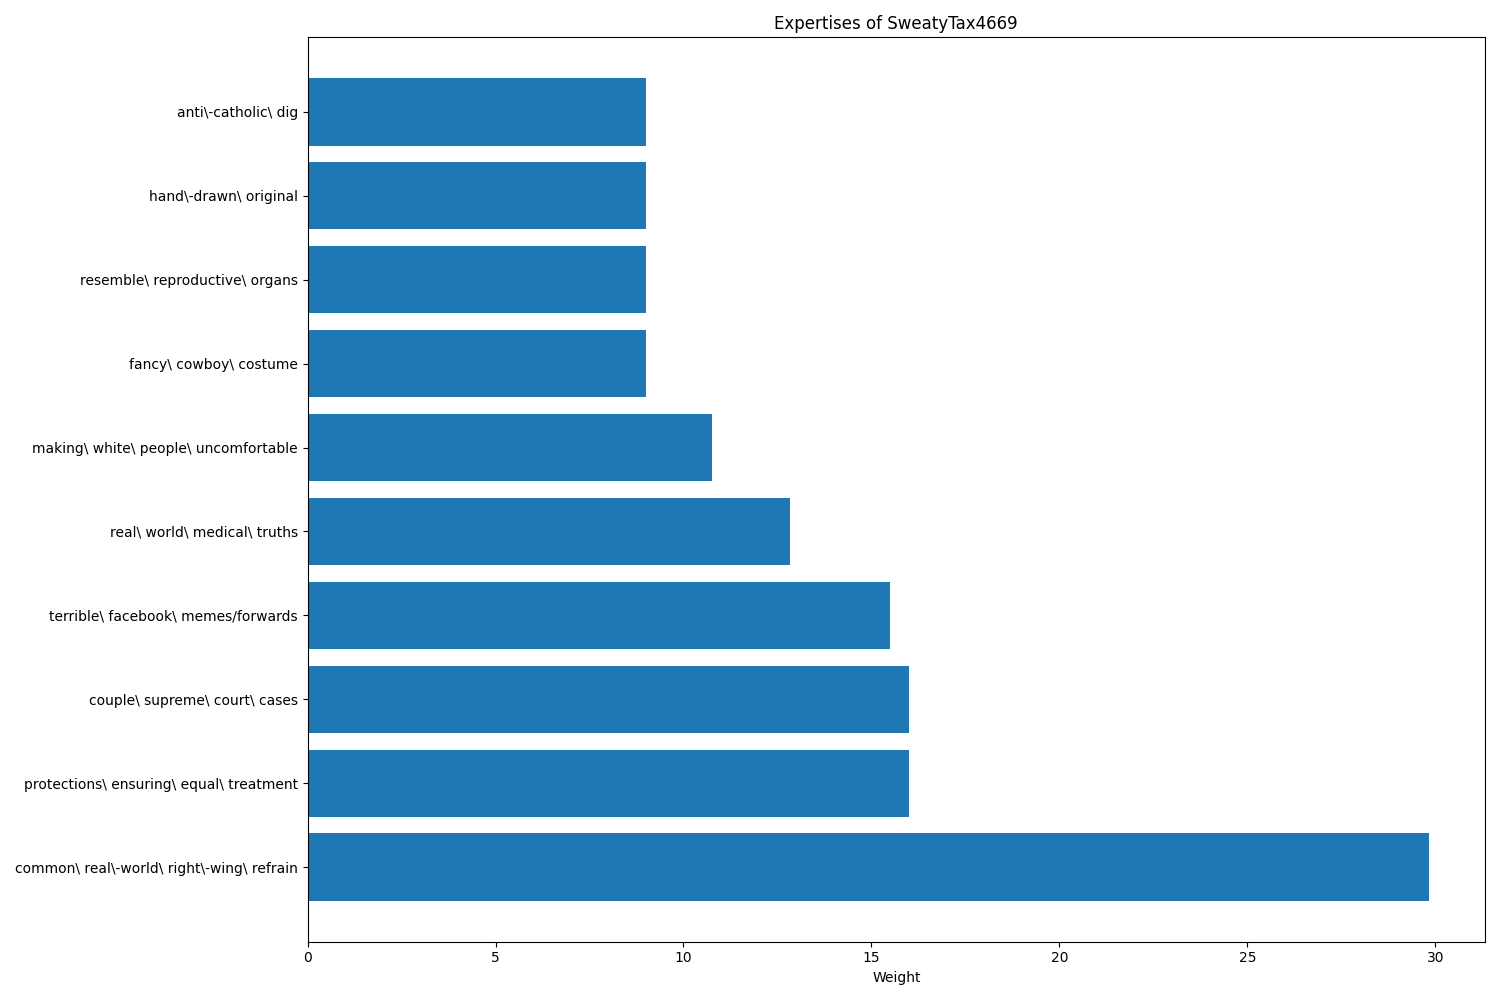 Expertises of SweatyTax4669
anti\-catholic\ dig
hand\-drawn\ original
resemble\ reproductive\ organs
fancy\ cowboy\ costume
making\ white\ people\ uncomfortable
real\ world\ medical\ truths
terrible\ facebook\ memes/forwards
couple\ supreme\ court\ cases
protections\ ensuring\ equal\ treatment
common\ real\-world\ right\-wing\ refrain
0 5 10 15 20 25 30
Weight